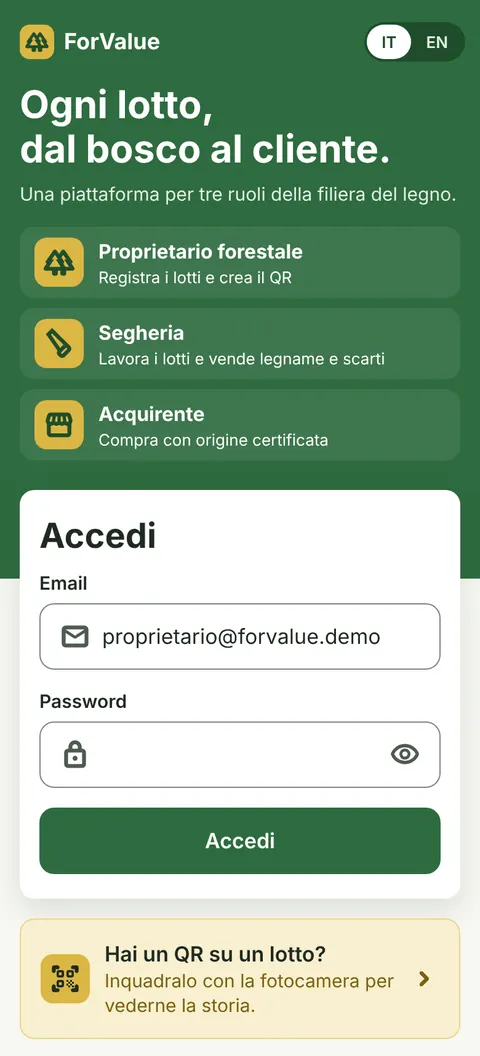 ForValue
IT
EN
Ogni lotto,
dal bosco al cliente.
Una piattaforma per tre ruoli della filiera del legno.
Proprietario forestale
Registra i lotti e crea il QR
Segheria
Lavora i lotti e vende legname e scarti
Acquirente
Compra con origine certificata
Accedi
Email
proprietario@forvalue.demo
Password
Accedi
Hai un QR su un lotto?
Inquadralo con la fotocamera per
vederne la storia.